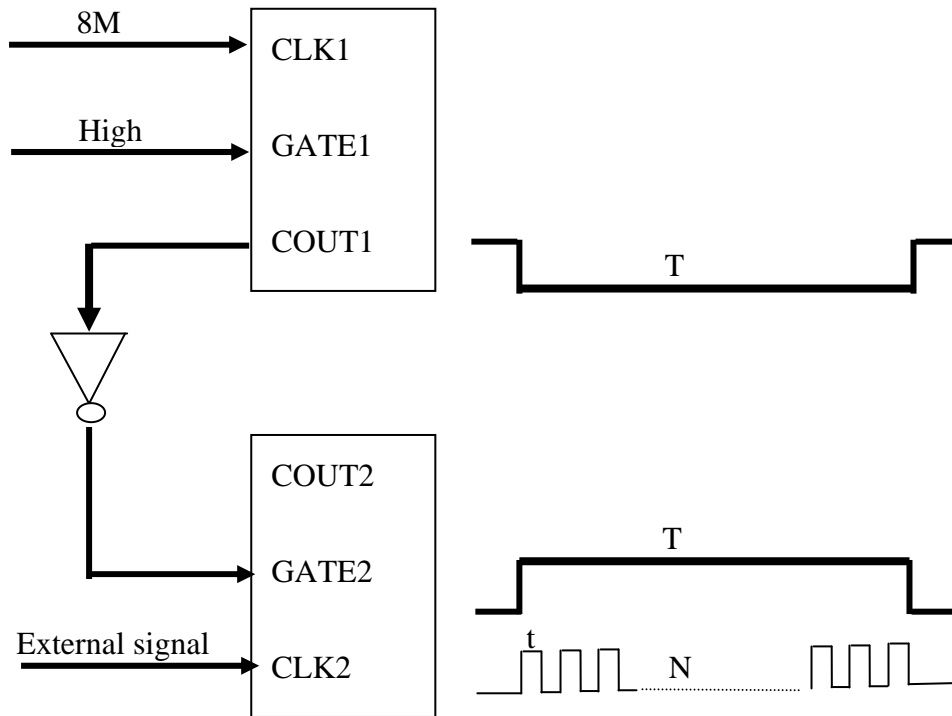 8M
CLK1
High
GATE1
COUT1
T
COUT2
T
GATE2
External signal
CLK2
t
N